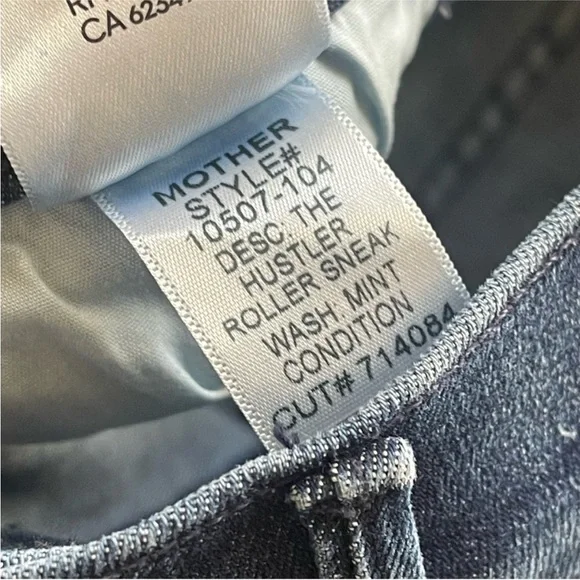 CA 6234
MOTHER
STYLE#
10507-104
DESC. THE
HUSTLER
ROLLER SNEAK
WASH. MINT
CONDITION
CUT# 714084